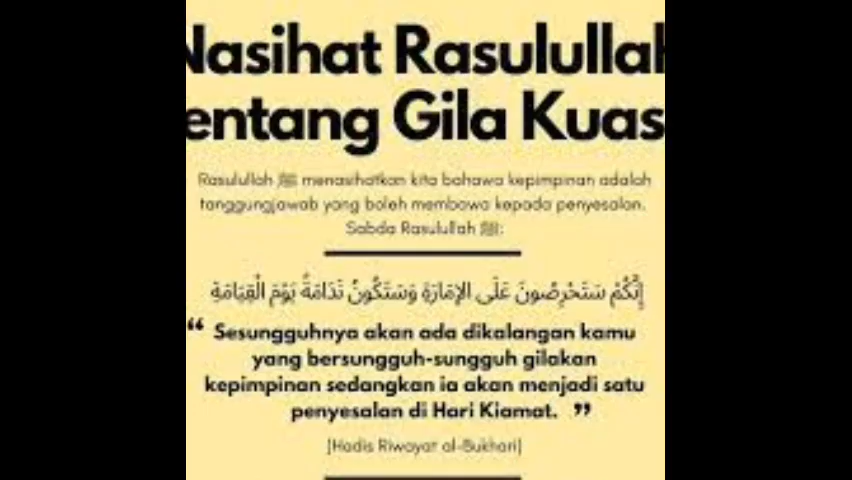 Nasihat Rasulullah
entang Gila Kuas
Rasulullah ﷺ menasihatkan kita bahawa kepimpinan adalah
tanggungjawab yang boleh membawa kepada penyesalan.
Sabda Rasulullah ﷺ:
إِنَّكُمْ سَتَحْرِصُونَ عَلَى الإِمَارَةِ وَسَتَكُونُ نَدَامَةً يَوْمَ الْقِيَامَةِ
“ Sesungguhnya akan ada dikalangan kamu
yang bersungguh-sungguh gilakan
kepimpinan sedangkan ia akan menjadi satu
penyesalan di Hari Kiamat. ”
[Hadis Riwayat al-Bukhari]